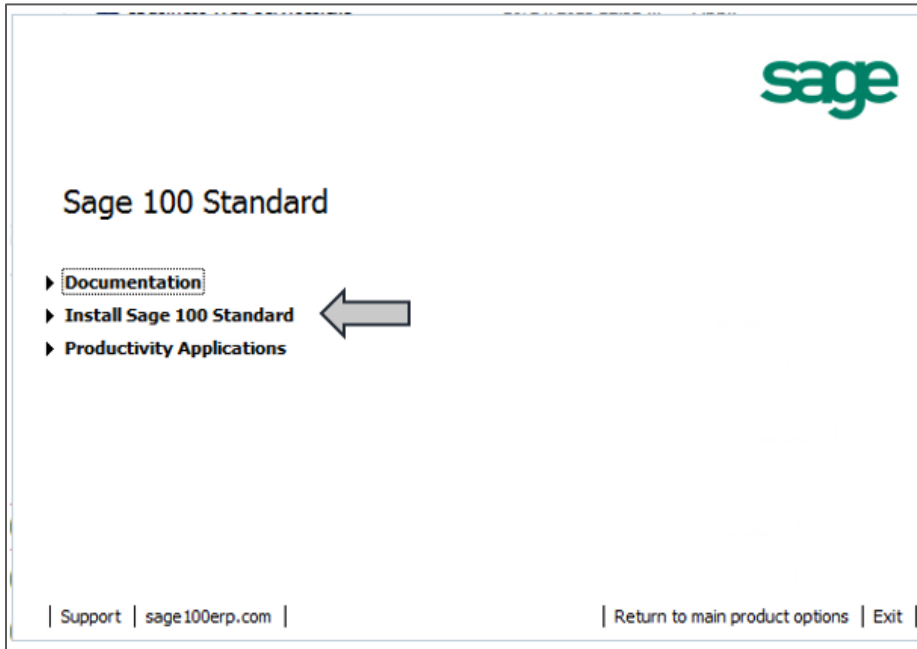 sage
Sage 100 Standard
Documentation
Install Sage 100 Standard
Productivity Applications
Support | sage100erp.com | | Return to main product options | Exit |